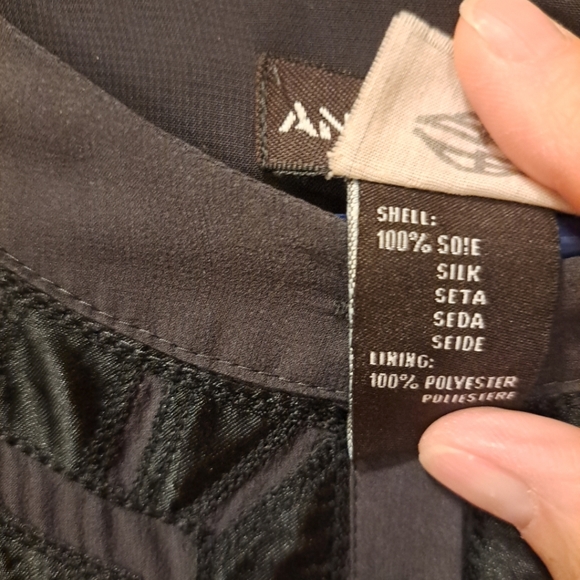 AN
SHELL:
100% SOIE
SILK
SETA
SEDA
SEIDE
LINING:
100% POLYESTER
POLIESTERE